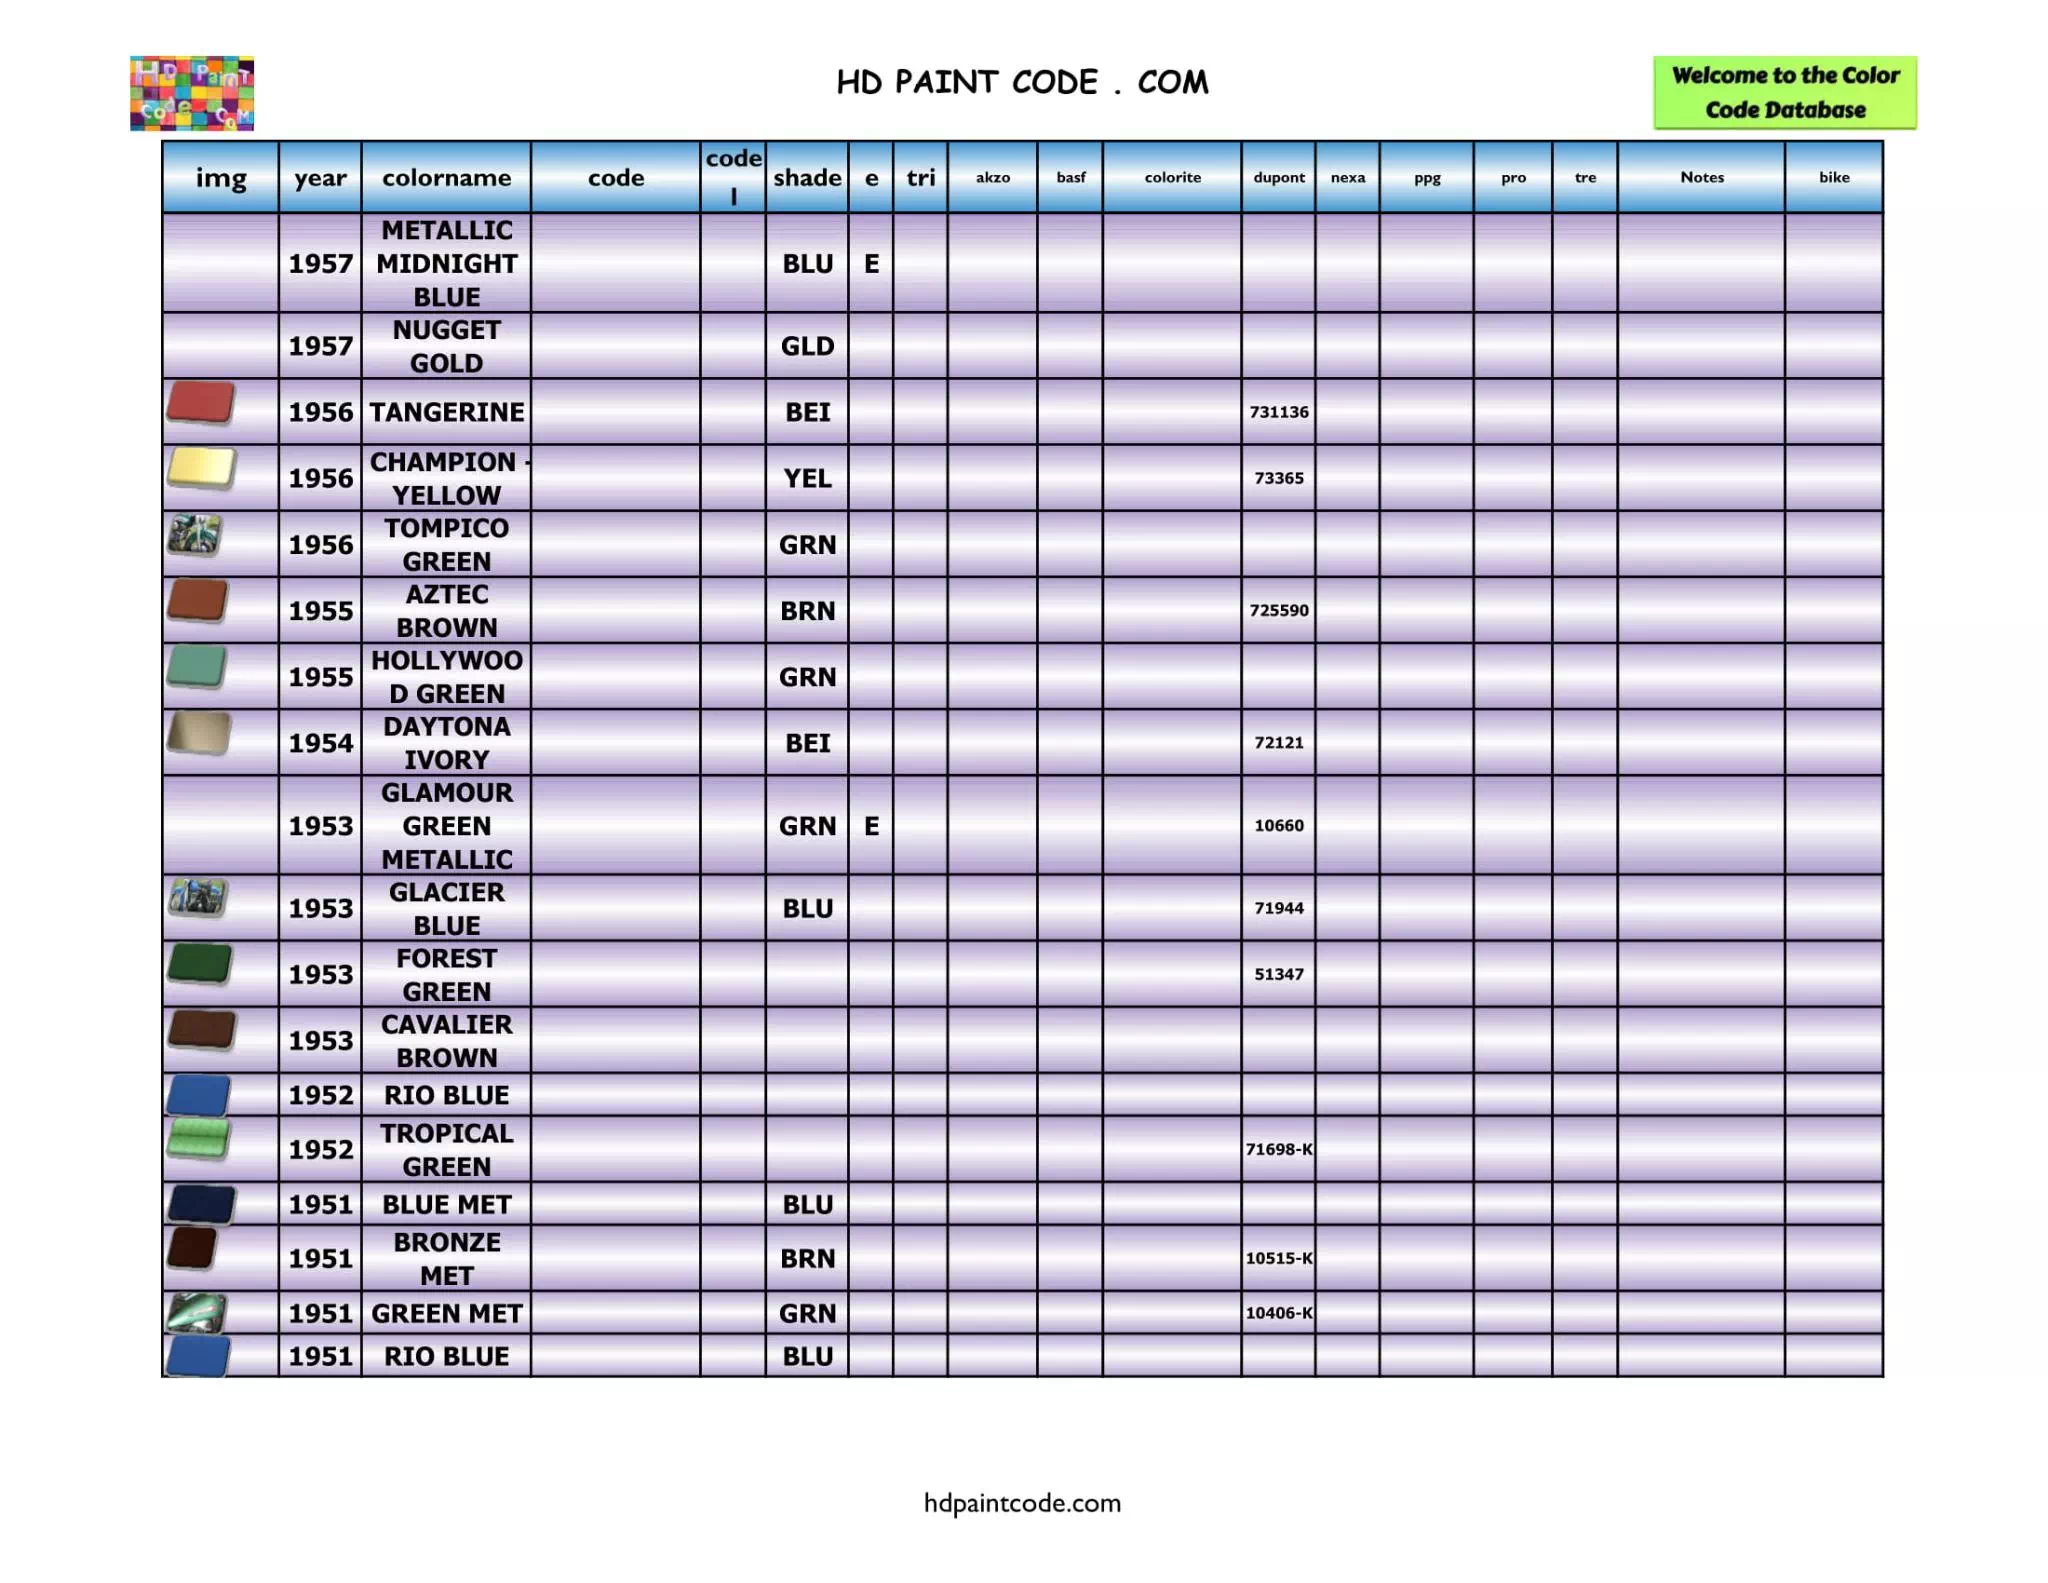 HD Paint
Code
CoM
HD PAINT CODE . COM
Welcome to the Color
Code Database
img year colorname code code l shade e tri akzo basf colorite dupont nexa ppg pro tre Notes bike
METALLIC
1957 MIDNIGHT BLU E
BLUE
NUGGET
1957 GLD
GOLD
1956 TANGERINE BEI 731136
CHAMPION -
1956 YEL 73365
YELLOW
TOMPICO
1956 GRN
GREEN
AZTEC
1955 BRN 725590
BROWN
HOLLYWOO
1955 GRN
D GREEN
DAYTONA
1954 BEI 72121
IVORY
GLAMOUR
1953 GREEN GRN E 10660
METALLIC
GLACIER
1953 BLU 71944
BLUE
FOREST
1953 51347
GREEN
CAVALIER
1953
BROWN
1952 RIO BLUE
TROPICAL
1952 71698-K
GREEN
1951 BLUE MET BLU
BRONZE
1951 BRN 10515-K
MET
1951 GREEN MET GRN 10406-K
1951 RIO BLUE BLU
hdpaintcode.com